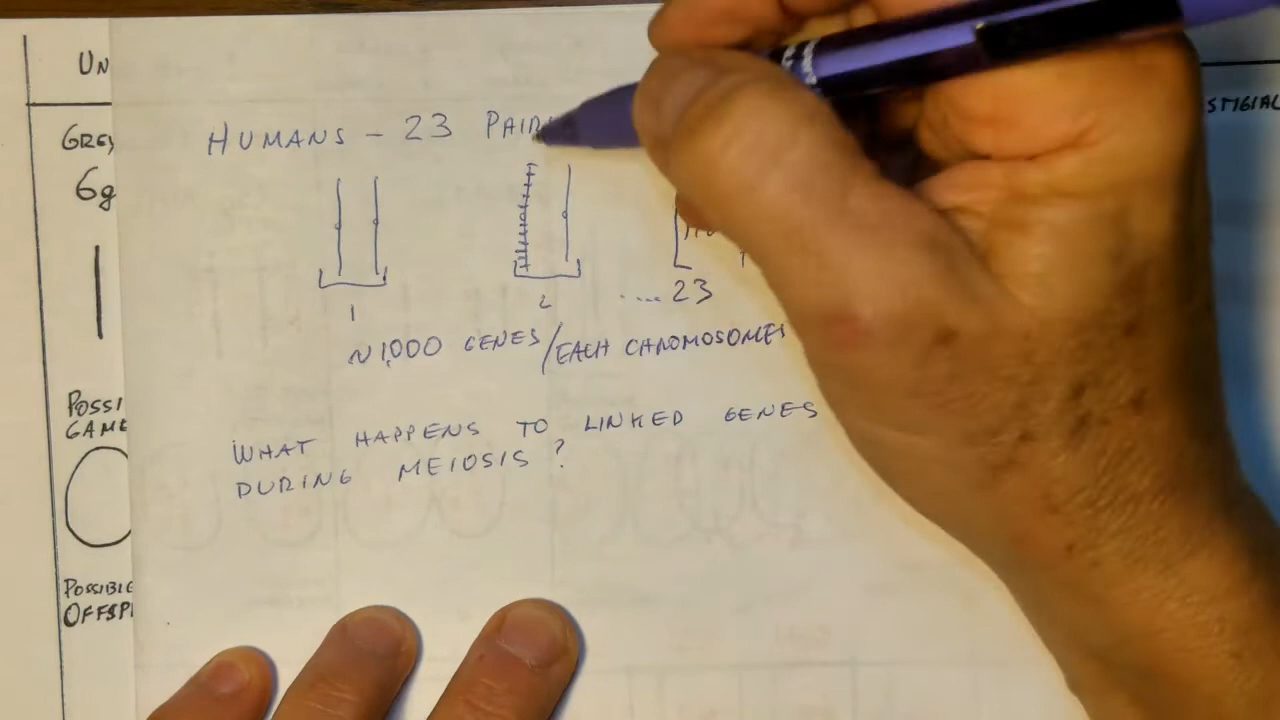 UN
GREY
6g
HUMANS - 23 PAIR
STIGIAL
1
2
.... 23
~1,000 GENES/EACH CHROMOSOME
WHAT HAPPENS TO LINKED GENES
DURING MEIOSIS?
POSSI
GAME
POSSIBLE
OFFSP